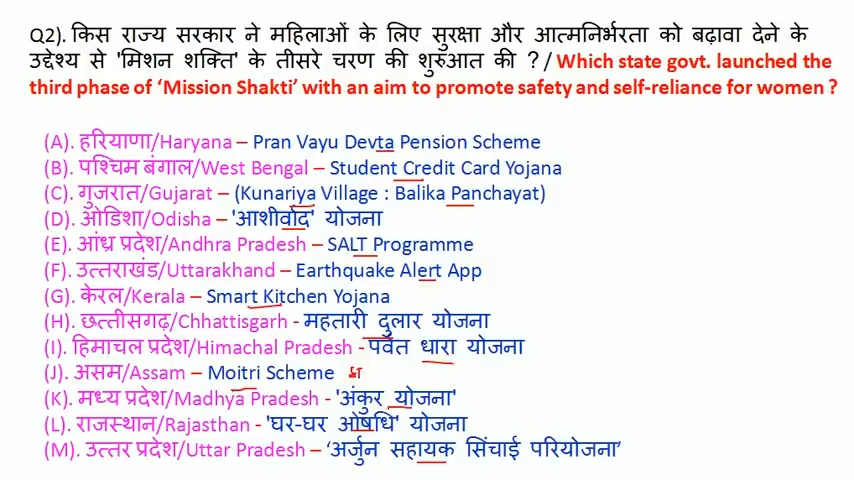 Q2). किस राज्य सरकार ने महिलाओं के लिए सुरक्षा और आत्मनिर्भरता को बढ़ावा देने के
उद्देश्य से 'मिशन शक्ति' के तीसरे चरण की शुरुआत की ? / Which state govt. launched the
third phase of ‘Mission Shakti’ with an aim to promote safety and self-reliance for women ?
(A). हरियाणा/Haryana – Pran Vayu Devta Pension Scheme
(B). पश्चिम बंगाल/West Bengal – Student Credit Card Yojana
(C). गुजरात/Gujarat – (Kunariya Village : Balika Panchayat)
(D). ओडिशा/Odisha – 'आशीर्वाद' योजना
(E). आंध्र प्रदेश/Andhra Pradesh – SALT Programme
(F). उत्तराखंड/Uttarakhand – Earthquake Alert App
(G). केरल/Kerala – Smart Kitchen Yojana
(H). छत्तीसगढ़/Chhattisgarh - महतारी दुलार योजना
(I). हिमाचल प्रदेश/Himachal Pradesh - पर्वत धारा योजना
(J). असम/Assam – Moitri Scheme
(K). मध्य प्रदेश/Madhya Pradesh - 'अंकुर योजना'
(L). राजस्थान/Rajasthan - 'घर-घर औषधि' योजना
(M). उत्तर प्रदेश/Uttar Pradesh – ‘अर्जुन सहायक सिंचाई परियोजना’